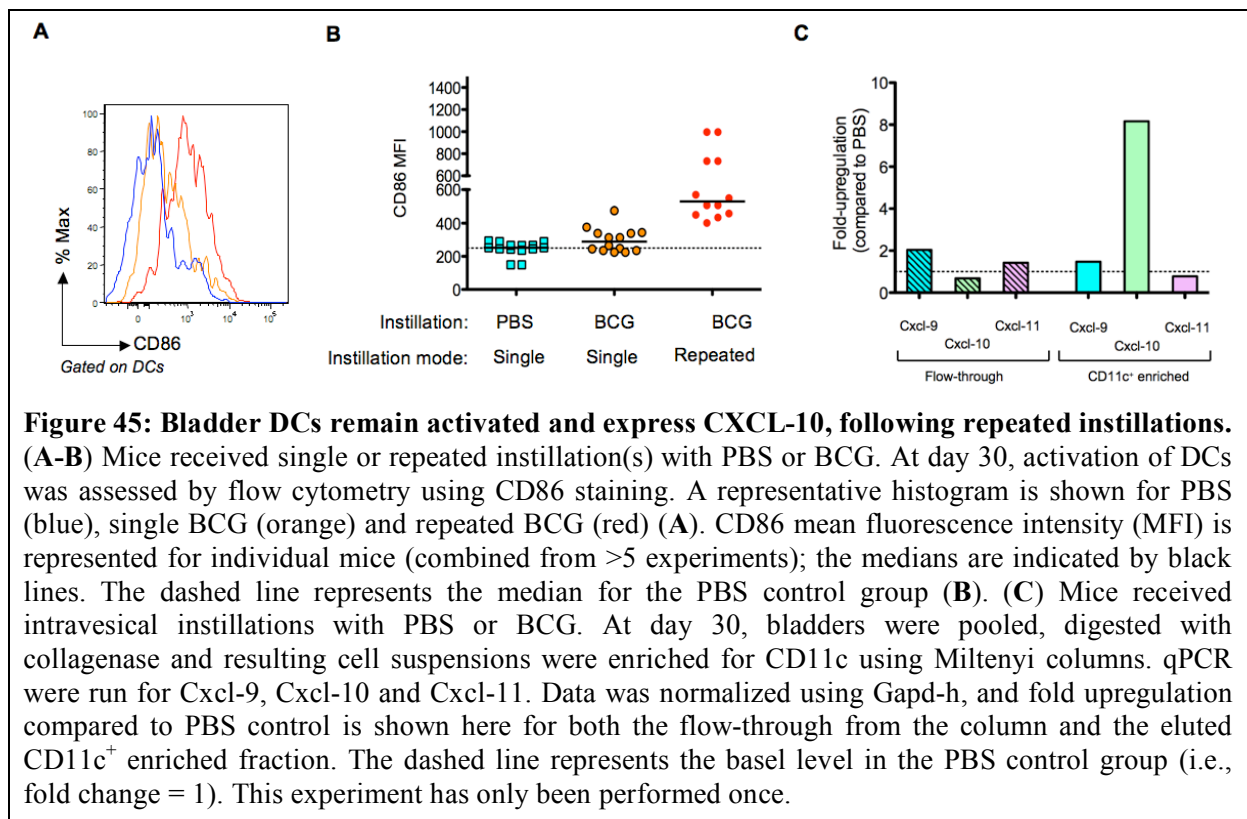 A
B
C
% Max
100
80
60
40
20
0
0 10³ 10⁴ 10⁵
CD86
Gated on DCs
CD86 MFI
1400
1200
1000
800
600
600
400
200
0
Instillation: PBS BCG BCG
Instillation mode: Single Single Repeated
Fold-upregulation
(compared to PBS)
10
8
6
4
2
0
Cxcl-9 Cxcl-11 Cxcl-9 Cxcl-11
Cxcl-10 Cxcl-10
Flow-through CD11c⁺ enriched
Figure 45: Bladder DCs remain activated and express CXCL-10, following repeated instillations.
(A-B) Mice received single or repeated instillation(s) with PBS or BCG. At day 30, activation of DCs
was assessed by flow cytometry using CD86 staining. A representative histogram is shown for PBS
(blue), single BCG (orange) and repeated BCG (red) (A). CD86 mean fluorescence intensity (MFI) is
represented for individual mice (combined from >5 experiments); the medians are indicated by black
lines. The dashed line represents the median for the PBS control group (B). (C) Mice received
intravesical instillations with PBS or BCG. At day 30, bladders were pooled, digested with
collagenase and resulting cell suspensions were enriched for CD11c using Miltenyi columns. qPCR
were run for Cxcl-9, Cxcl-10 and Cxcl-11. Data was normalized using Gapd-h, and fold upregulation
compared to PBS control is shown here for both the flow-through from the column and the eluted
CD11c⁺ enriched fraction. The dashed line represents the basel level in the PBS control group (i.e.,
fold change = 1). This experiment has only been performed once.